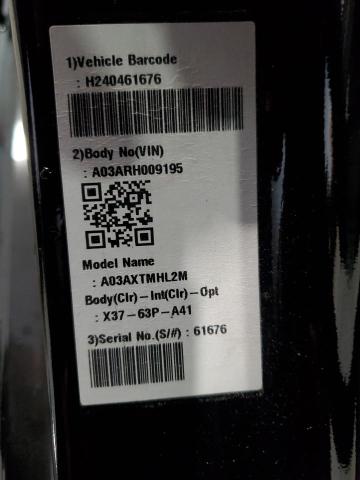 1)Vehicle Barcode
: H240461676
2)Body No(VIN)
: A03ARH009195
Model Name
: A03AXTMHL2M
Body(Clr)-Int(Clr)-Opt
: X37-63P-A41
3)Serial No.(S/#) : 61676